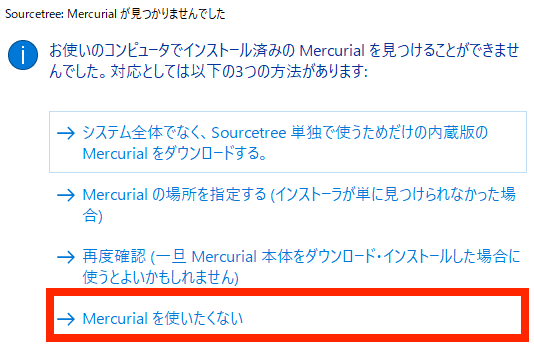 Sourcetree: Mercurial が見つかりませんでした
お使いのコンピュータでインストール済みの Mercurial を見つけることができませ
んでした。対応としては以下の3つの方法があります:
→ システム全体でなく、Sourcetree 単独で使うためだけの内蔵版の
Mercurial をダウンロードする。
→ Mercurial の場所を指定する (インストーラが単に見つけられなかった場
合)
→ 再度確認 (一旦 Mercurial 本体をダウンロード・インストールした場合に
使うとよいかもしれません)
→ Mercurial を使いたくない